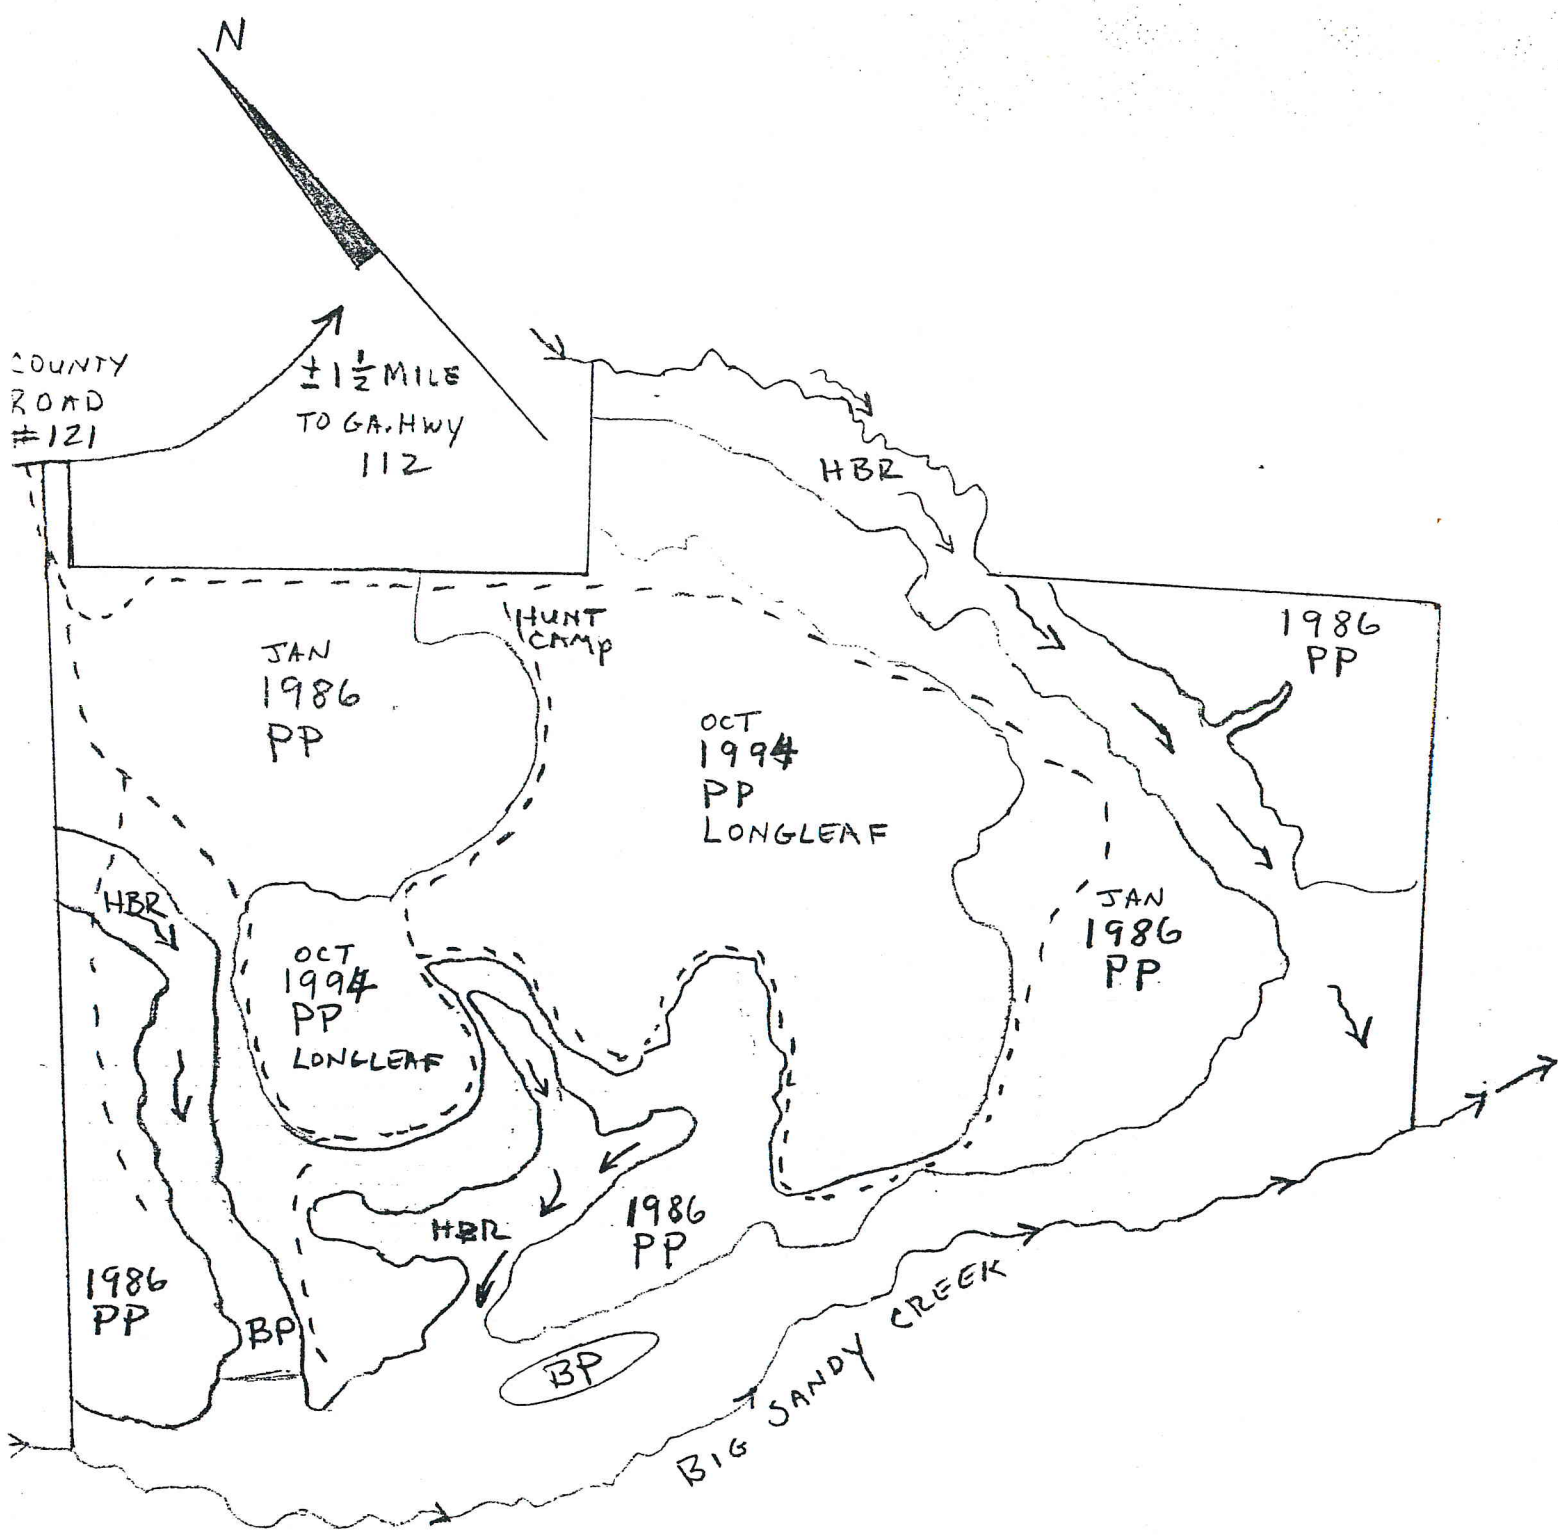 N
COUNTY
ROAD
#121
±1 1/2 MILE
TO GA. HWY
112
HBR
HUNT
CAMP
1986
PP
JAN
1986
PP
OCT
1994
PP
LONGLEAF
HBR
JAN
1986
PP
OCT
1994
PP
LONGLEAF
HBR
1986
PP
1986
PP
BP
BP
BIG SANDY CREEK